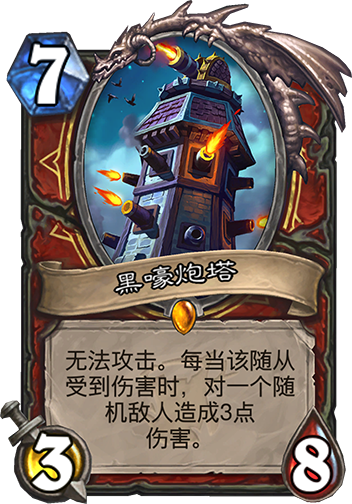 7
黑嚎炮塔
无法攻击。每当该随从
受到伤害时，对一个随
机敌人造成3点
伤害。
3
8